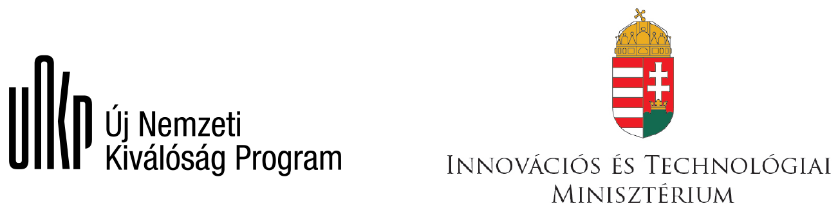 ÚNKP Új Nemzeti
Kiválóság Program
INNOVÁCIÓS ÉS TECHNOLÓGIAI
MINISZTÉRIUM